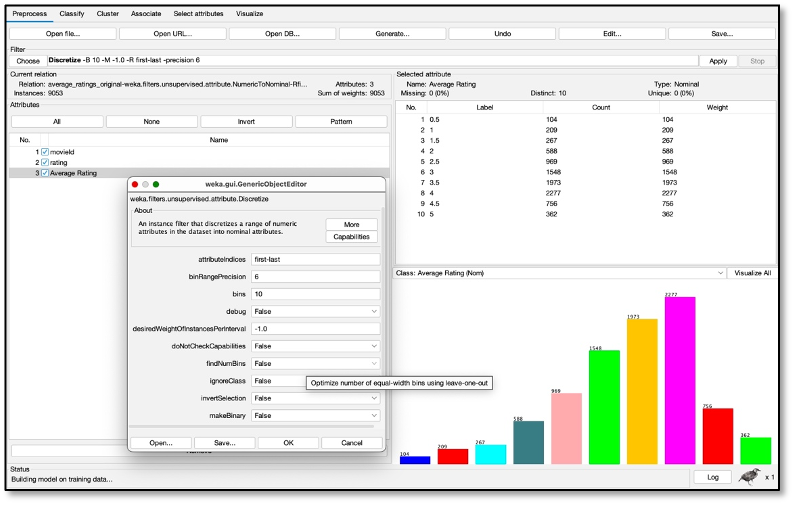 Preprocess Classify Cluster Associate Select attributes Visualize
Open file... Open URL... Open DB... Generate... Undo Edit... Save...
Filter
Choose Discretize -B 10 -M -1.0 -R first-last -precision 6 Apply Stop
Current relation
Relation: average_ratings_original-weka.filters.unsupervised.attribute.NumericToNominal-Rfi... Attributes: 3
Instances: 9053 Sum of weights: 9053
Attributes
All None Invert Pattern
No. Name
1 movieId
2 rating
3 Average Rating
Selected attribute
Name: Average Rating Type: Nominal
Missing: 0 (0%) Distinct: 10 Unique: 0 (0%)
No. Label Count Weight
1 0.5 104 104
2 1 209 209
3 1.5 267 267
4 2 588 588
5 2.5 969 969
6 3 1548 1548
7 3.5 1973 1973
8 4 2277 2277
9 4.5 756 756
10 5 362 362
weka.gui.GenericObjectEditor
weka.filters.unsupervised.attribute.Discretize
About
An instance filter that discretizes a range of numeric
attributes in the dataset into nominal attributes.
More
Capabilities
attributeIndices first-last
binRangePrecision 6
bins 10
debug False
desiredWeightOfInstancesPerInterval -1.0
doNotCheckCapabilities False
findNumBins False
ignoreClass False
Optimize number of equal-width bins using leave-one-out
invertSelection False
makeBinary False
Open... Save... OK Cancel
Class: Average Rating (Nom) Visualize All
104
209
267
588
969
1548
1973
2277
756
362
Status
Building model on training data...
Log x 1